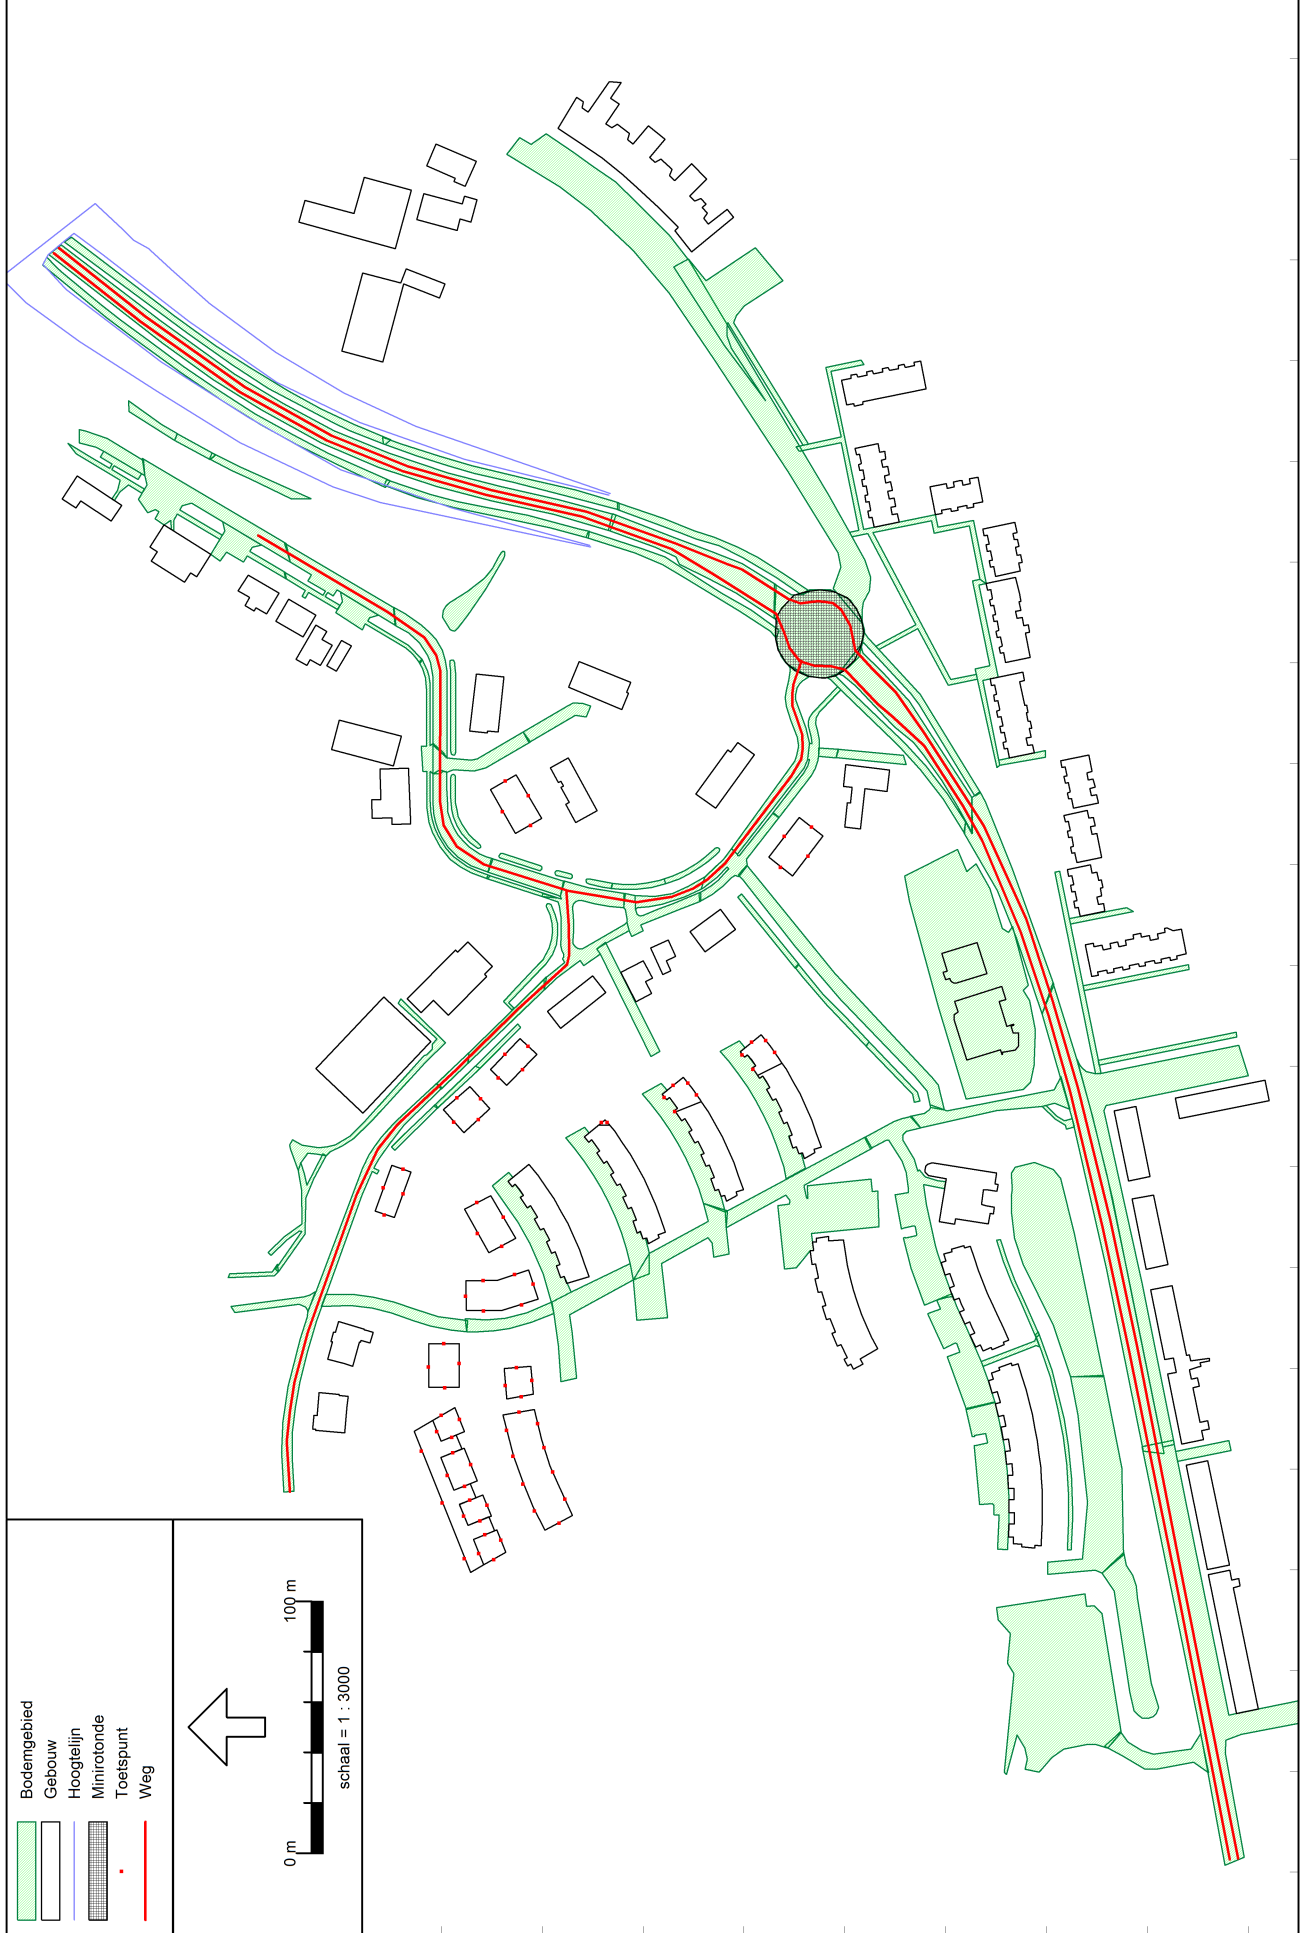 Bodemgebied
Gebouw
Hoogtelijn
Minirotonde
Toetspunt
Weg
0 m
100 m
schaal = 1 : 3000